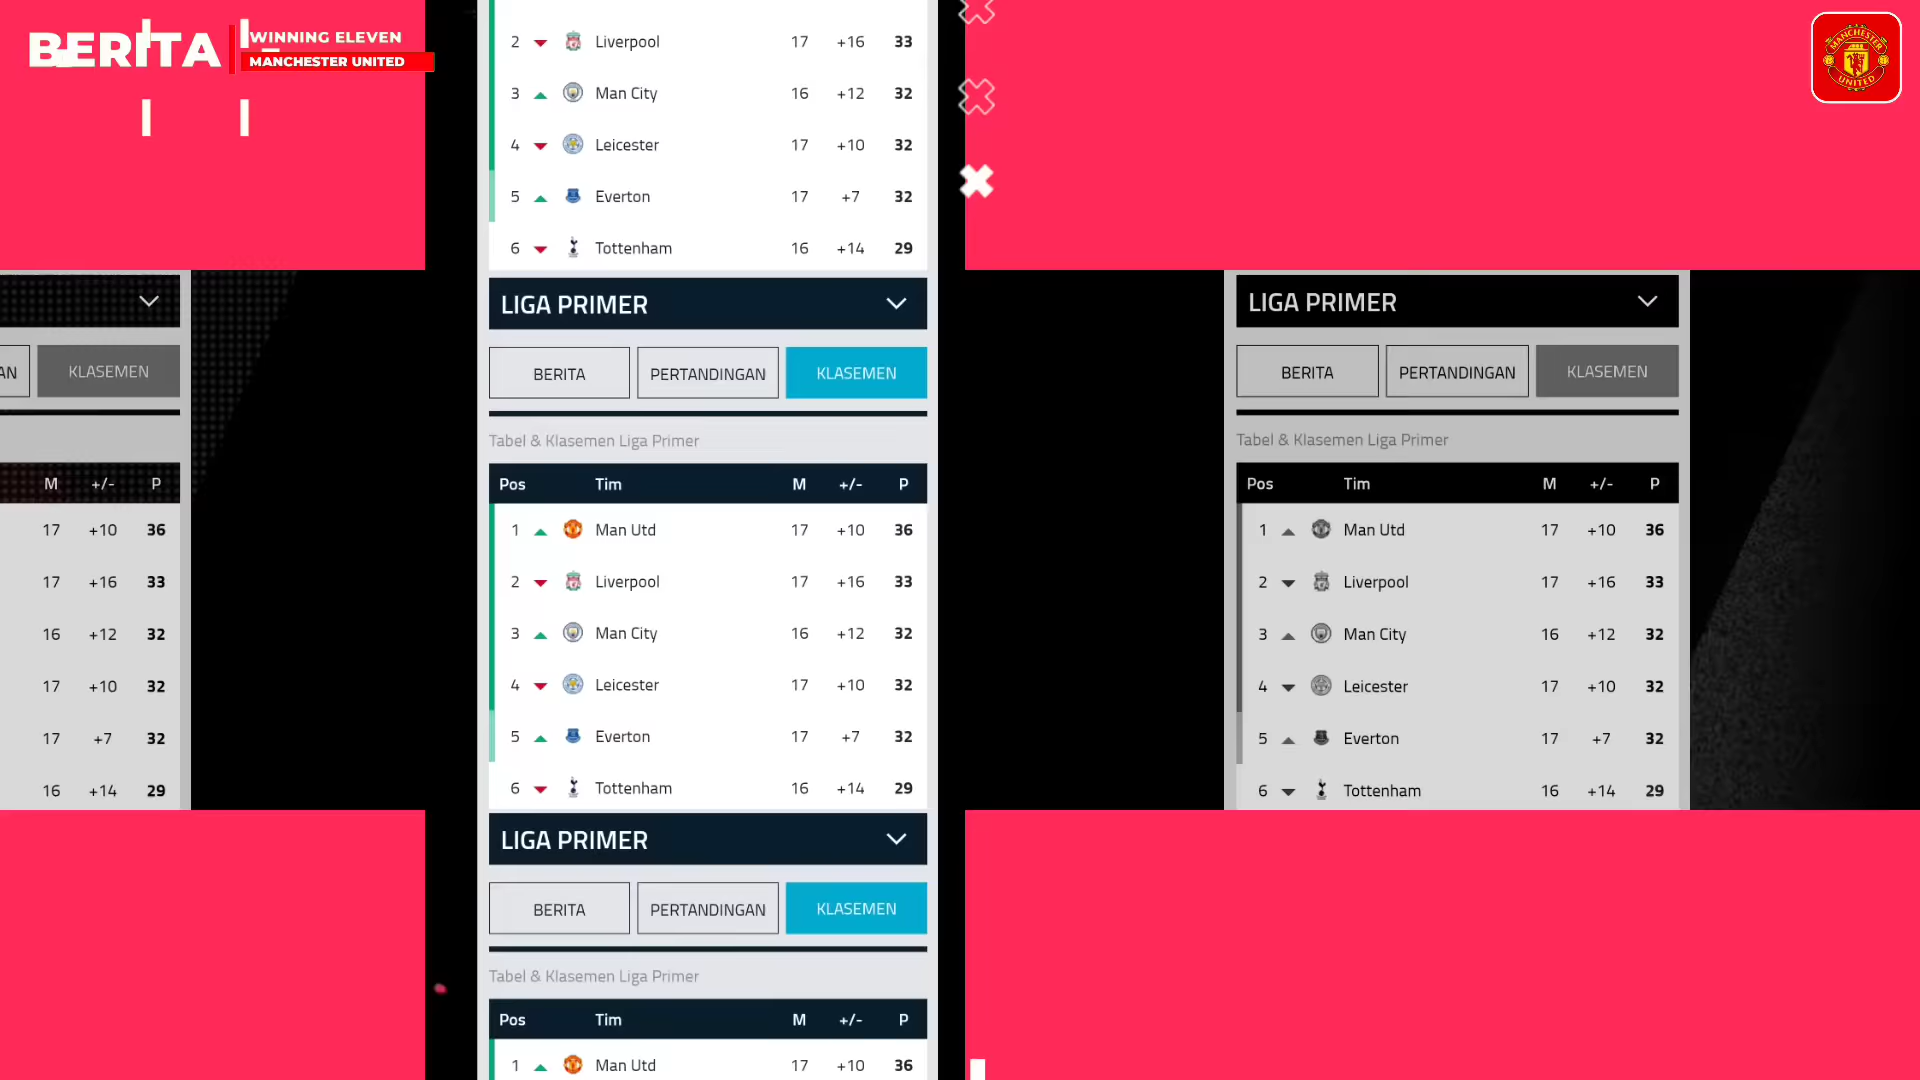 BERITA
WINNING ELEVEN
MANCHESTER UNITED
MANCHESTER
UNITED
2 Liverpool 17 +16 33
3 Man City 16 +12 32
4 Leicester 17 +10 32
5 Everton 17 +7 32
6 Tottenham 16 +14 29
AN KLASEMEN
M +/- P
17 +10 36
17 +16 33
16 +12 32
17 +10 32
17 +7 32
16 +14 29
LIGA PRIMER
BERITA PERTANDINGAN KLASEMEN
Tabel & Klasemen Liga Primer
Pos Tim M +/- P
1 Man Utd 17 +10 36
2 Liverpool 17 +16 33
3 Man City 16 +12 32
4 Leicester 17 +10 32
5 Everton 17 +7 32
6 Tottenham 16 +14 29
LIGA PRIMER
BERITA PERTANDINGAN KLASEMEN
Tabel & Klasemen Liga Primer
Pos Tim M +/- P
1 Man Utd 17 +10 36
2 Liverpool 17 +16 33
3 Man City 16 +12 32
4 Leicester 17 +10 32
5 Everton 17 +7 32
6 Tottenham 16 +14 29
LIGA PRIMER
BERITA PERTANDINGAN KLASEMEN
Tabel & Klasemen Liga Primer
Pos Tim M +/- P
1 Man Utd 17 +10 36